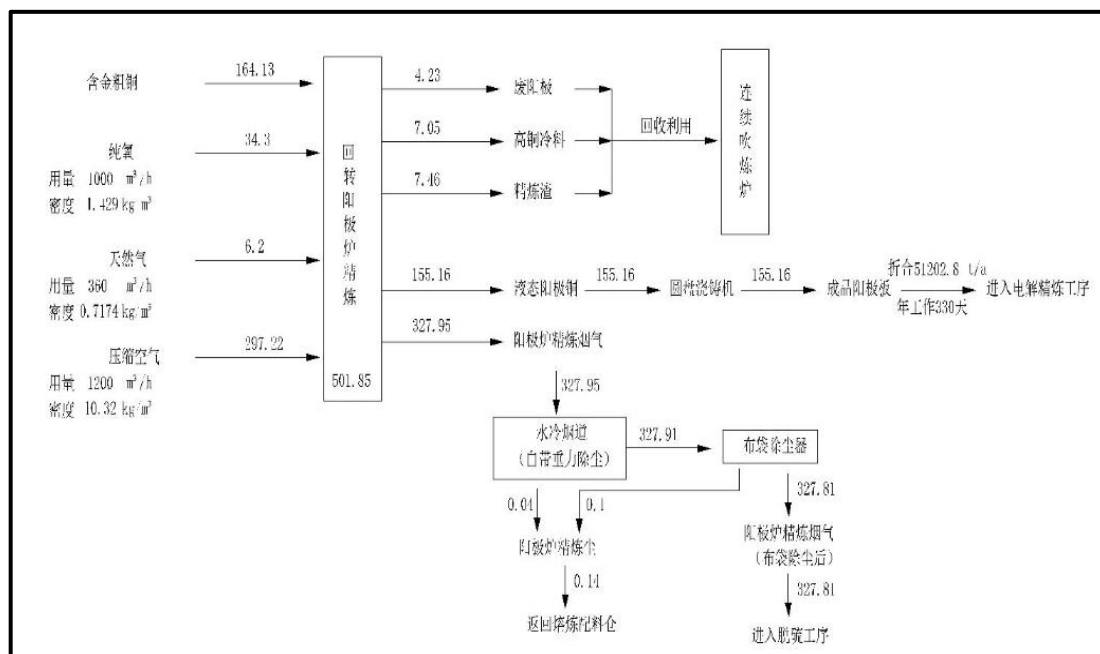 含金粗铜
164.13
纯氧
34.3
用量 1000 m³/h
密度 1.429 kg m³
天然气
6.2
用量 360 m³/h
密度 0.7174 kg/m³
压缩空气
297.22
用量 1200 m³/h
密度 10.32 kg/m³
回转阳极炉精炼
501.85
4.23
废阳极
7.05
高铜冷料
7.46
精炼渣
回收利用
连续吹炼炉
155.16
液态阳极铜
155.16
圆盘浇铸机
155.16
成品阳极板
折合51202.8 t/a
年工作330天
进入电解精炼工序
327.95
阳极炉精炼烟气
327.95
水冷烟道
(自带重力除尘)
327.91
布袋除尘器
0.04
0.1
327.81
阳极炉精炼尘
阳极炉精炼烟气
(布袋除尘后)
0.14
327.81
返回熔炼配料仓
进入脱硫工序